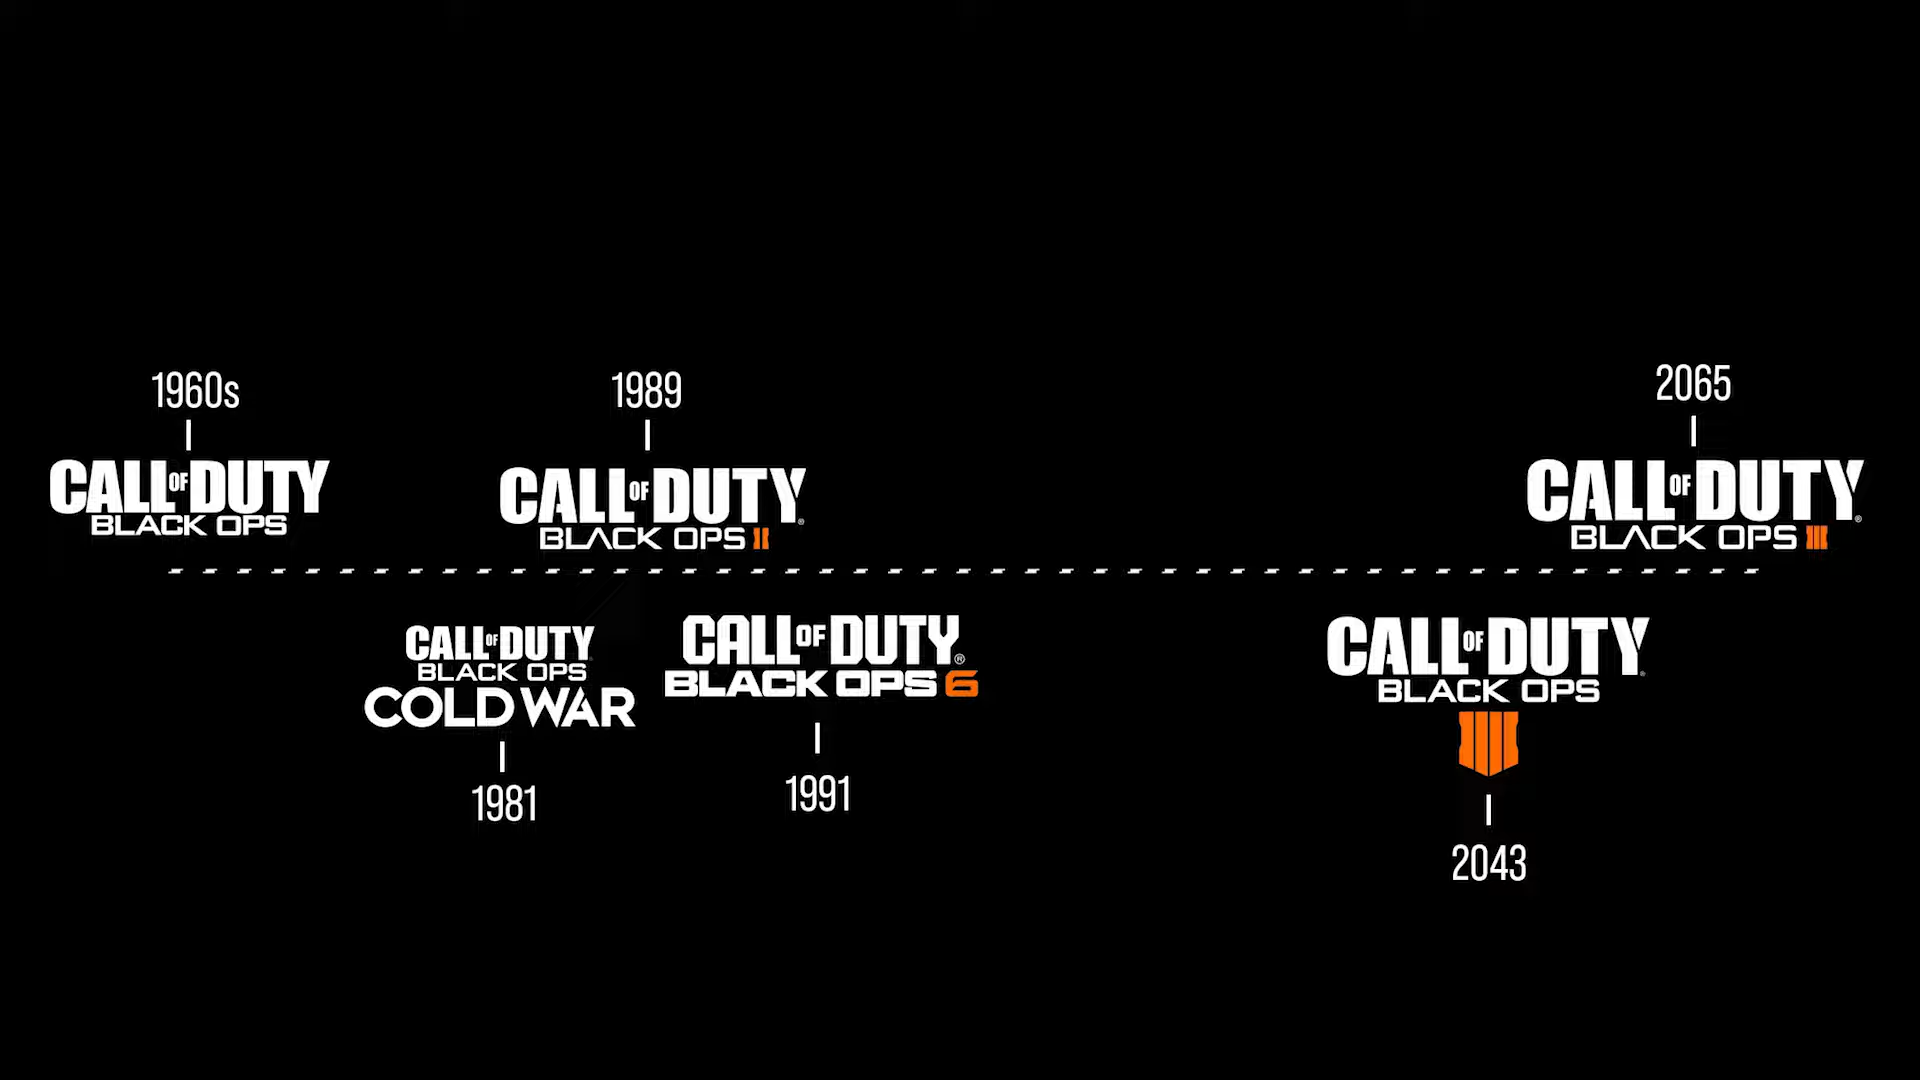 1960s
CALL OF DUTY
BLACK OPS
1989
CALL OF DUTY®
BLACK OPS II
2065
CALL OF DUTY®
BLACK OPS III
CALL OF DUTY
BLACK OPS
COLD WAR
1981
CALL OF DUTY®
BLACK OPS 6
1991
CALL OF DUTY®
BLACK OPS
IIII
2043